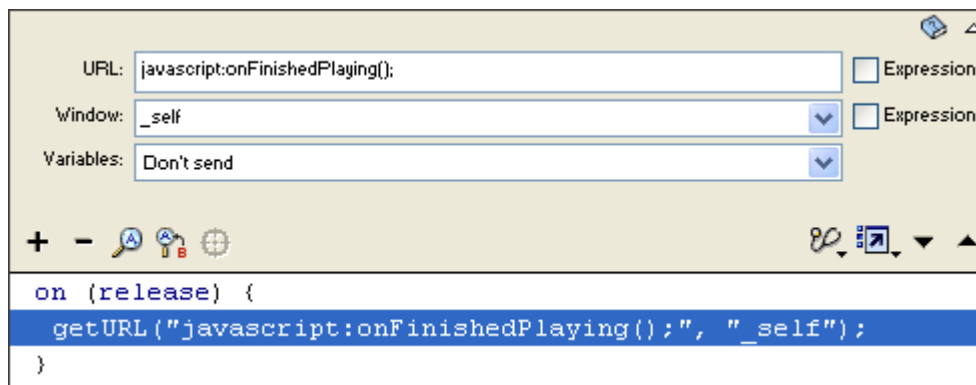 URL: javascript:onFinishedPlaying(); Expression
Window: _self Expression
Variables: Don't send
on (release) {
getURL("javascript:onFinishedPlaying();", "_self");
}